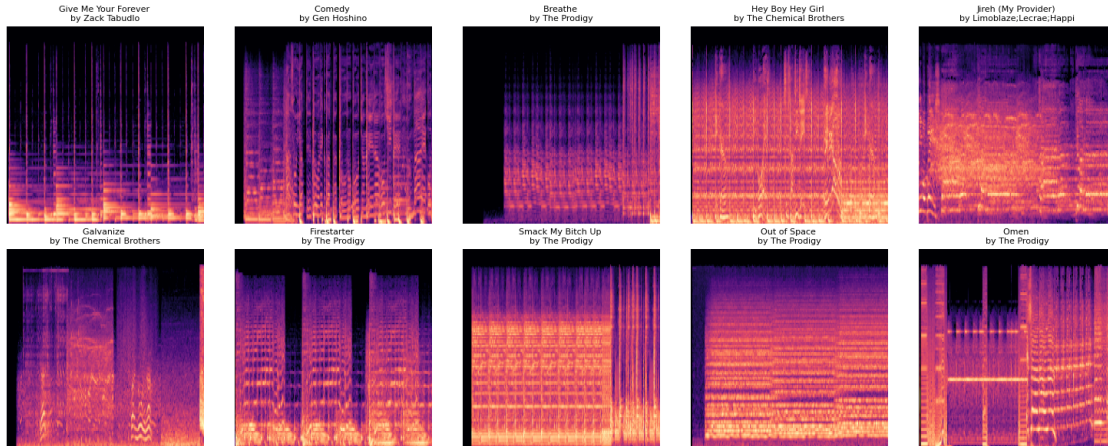 Give Me Your Forever
by Zack Tabudlo
Comedy
by Gen Hoshino
Breathe
by The Prodigy
Hey Boy Hey Girl
by The Chemical Brothers
Jireh (My Provider)
by Limoblaze;Lecrae;Happi
Galvanize
by The Chemical Brothers
Firestarter
by The Prodigy
Smack My Bitch Up
by The Prodigy
Out of Space
by The Prodigy
Omen
by The Prodigy